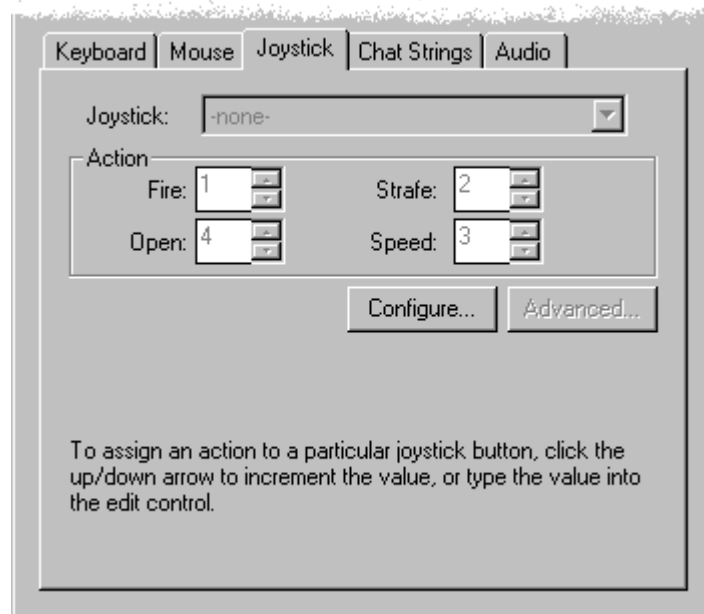 Keyboard Mouse Joystick Chat Strings Audio
Joystick: -none-
Action
Fire: 1 Strafe: 2
Open: 4 Speed: 3
Configure... Advanced...
To assign an action to a particular joystick button, click the
up/down arrow to increment the value, or type the value into
the edit control.